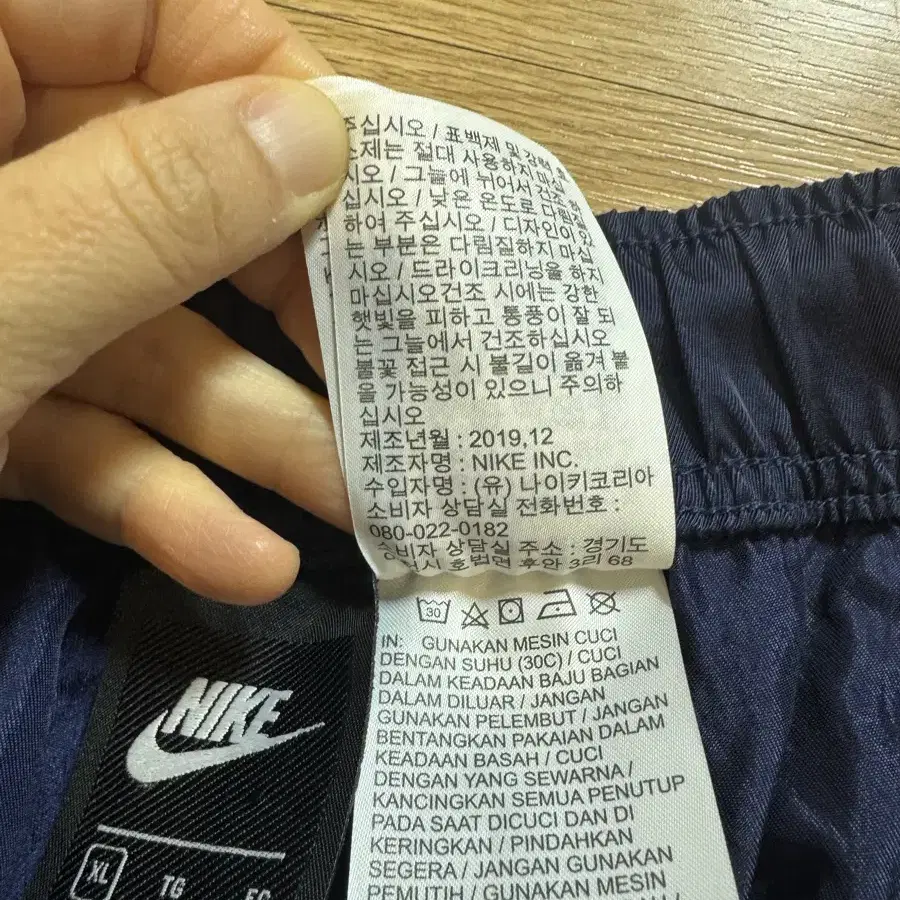 주십시오 / 표백제 및
소제는 절대 사용하지 마십
시오 / 그늘에 뉘어서 건조
십시오 / 낮은 온도로 다림
하여 주십시오 / 디자인이 있
는 부분은 다림질하지 마십
시오 / 드라이크리닝을 하지
마십시오건조 시에는 강한
햇빛을 피하고 통풍이 잘 되
는 그늘에서 건조하십시오
불꽃 접근 시 불길이 옮겨 붙
을 가능성이 있으니 주의하
십시오
제조년월 : 2019.12
제조자명 : NIKE INC.
수입자명 : (유) 나이키코리아
소비자 상담실 전화번호 :
080-022-0182
소비자 상담실 주소 : 경기도
호법면 후안 3리 68
30
IN: GUNAKAN MESIN CUCI
DENGAN SUHU (30C) / CUCI
DALAM KEADAAN BAJU BAGIAN
DALAM DILUAR / JANGAN
GUNAKAN PELEMBUT / JANGAN
BENTANGKAN PAKAIAN DALAM
KEADAAN BASAH / CUCI
DENGAN YANG SEWARNA /
KANCINGKAN SEMUA PENUTUP
PADA SAAT DICUCI DAN DI
KERINGKAN / PINDAHKAN
SEGERA / JANGAN GUNAKAN
PEMUTIH / GUNAKAN MESIN
NIKE
XL TG EG